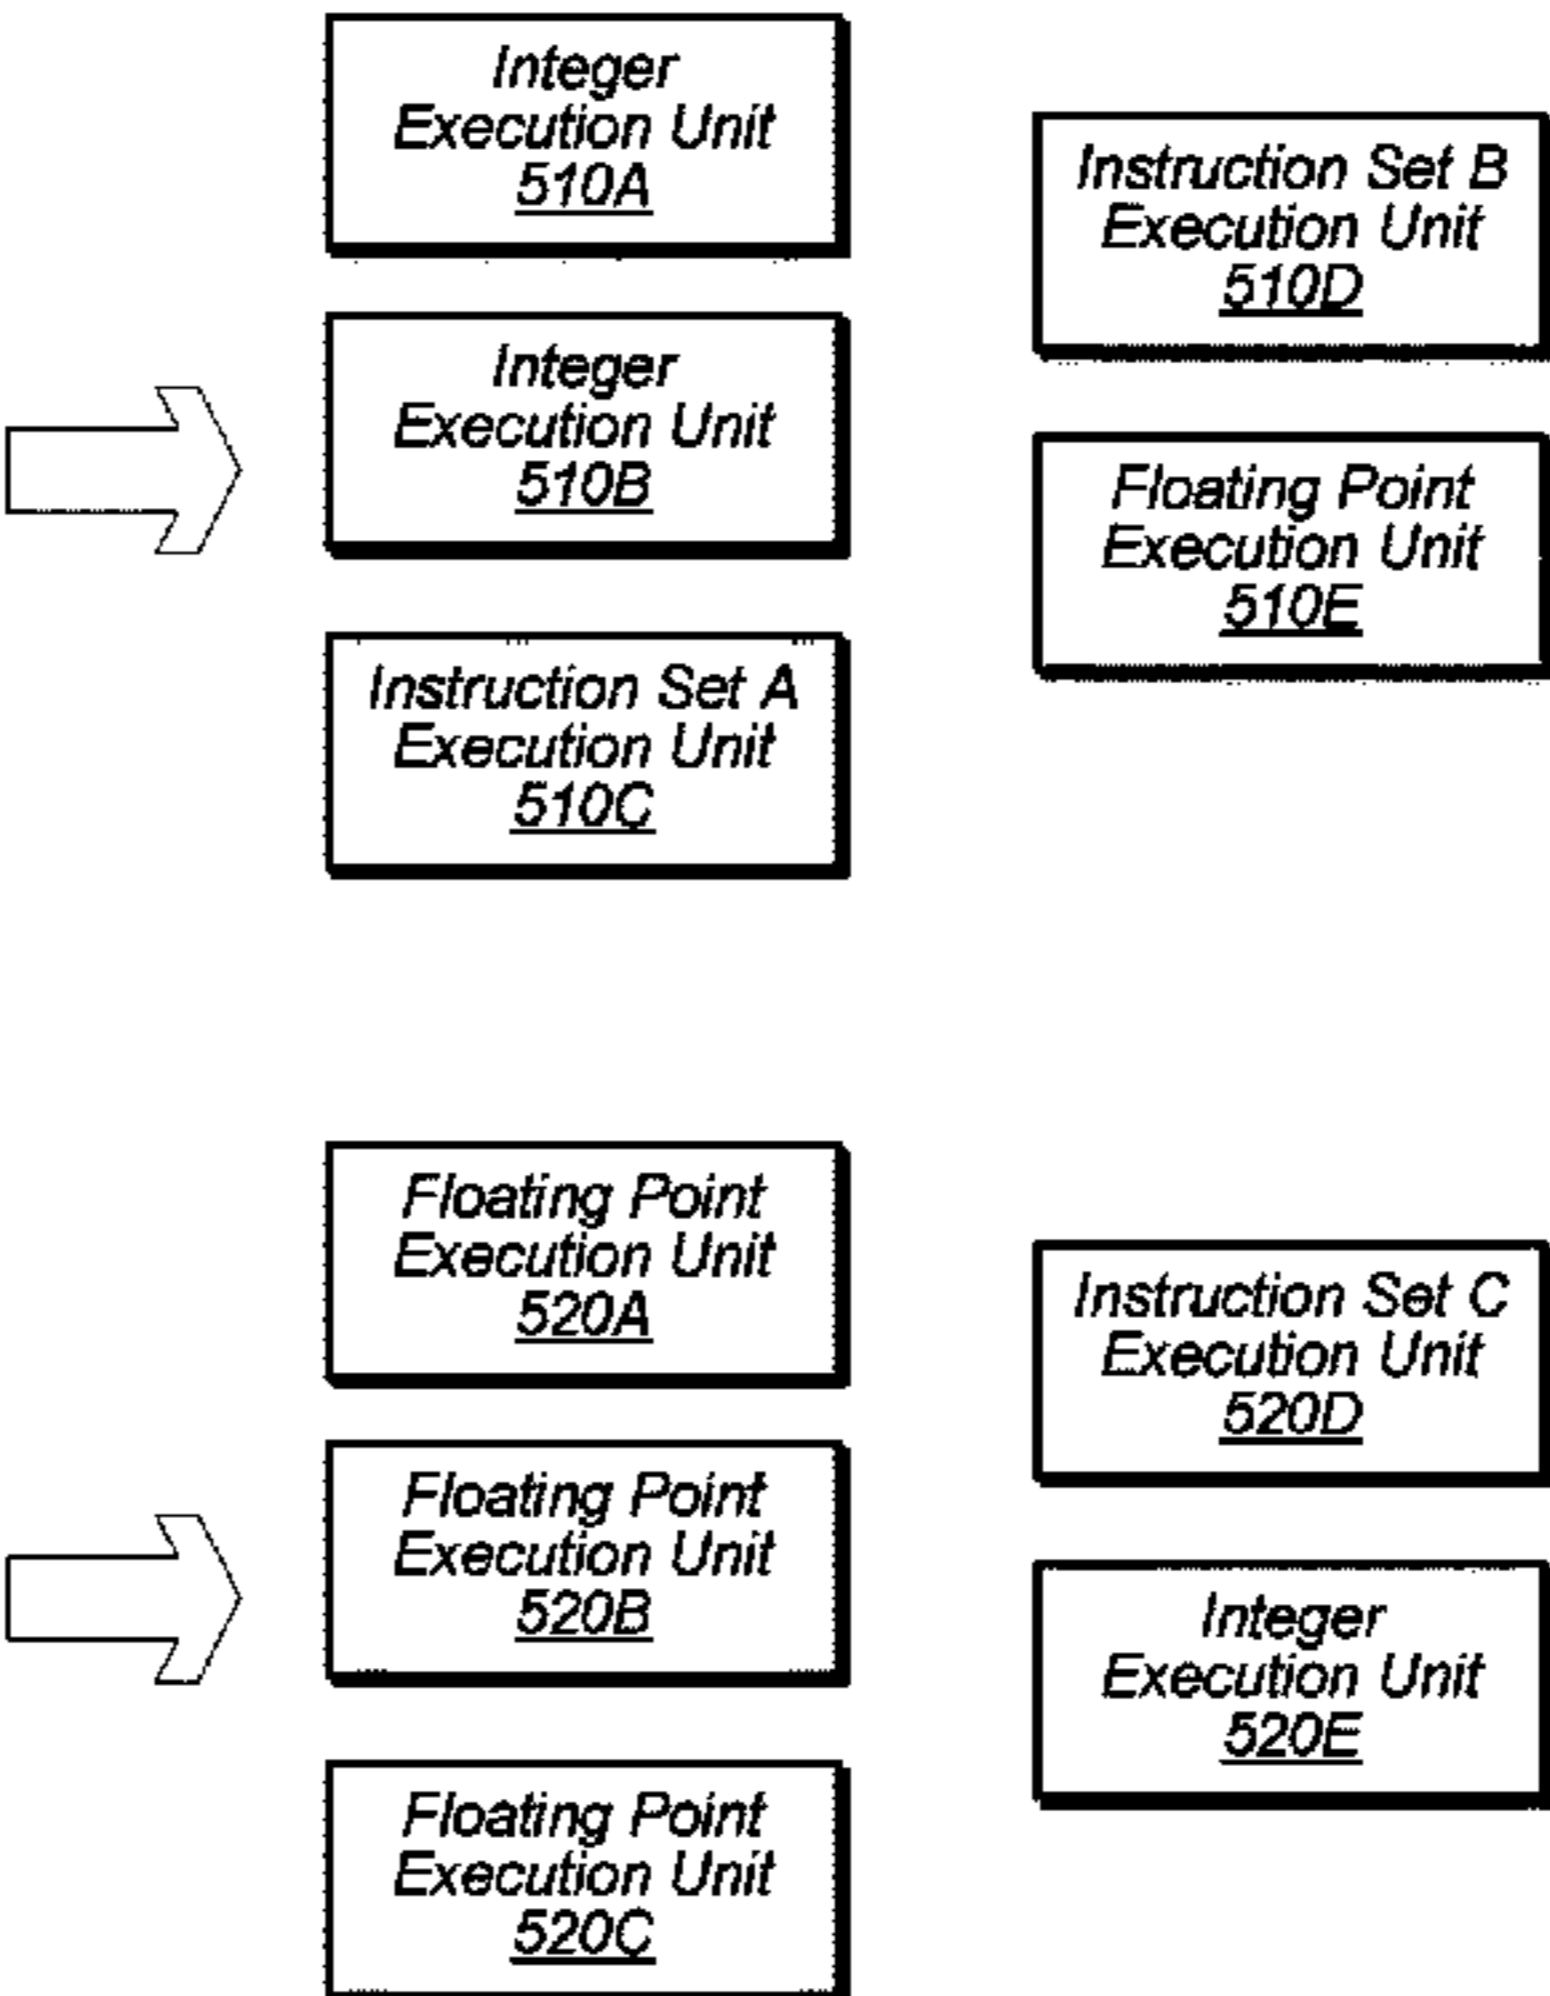 Integer
Execution Unit
510A
Integer
Execution Unit
510B
Instruction Set A
Execution Unit
510C
Instruction Set B
Execution Unit
510D
Floating Point
Execution Unit
510E
Floating Point
Execution Unit
520A
Floating Point
Execution Unit
520B
Floating Point
Execution Unit
520C
Instruction Set C
Execution Unit
520D
Integer
Execution Unit
520E